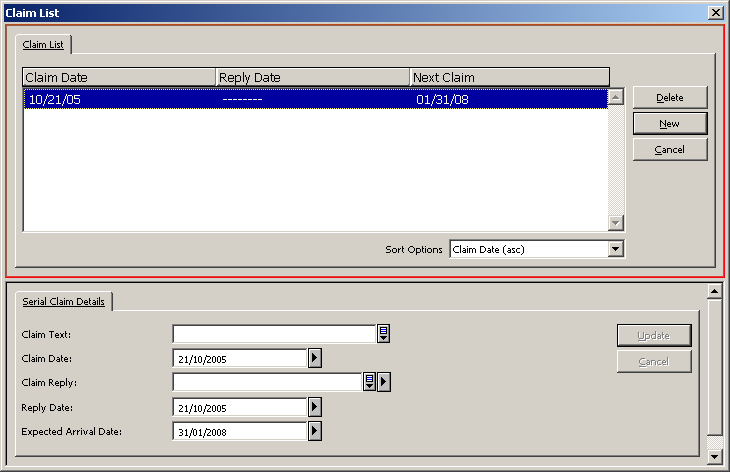 Claim List
Claim List
Claim Date Reply Date Next Claim
10/21/05 -------- 01/31/08
Delete
New
Cancel
Sort Options Claim Date (asc)
Serial Claim Details
Claim Text:
Update
Claim Date: 21/10/2005
Cancel
Claim Reply:
Reply Date: 21/10/2005
Expected Arrival Date: 31/01/2008